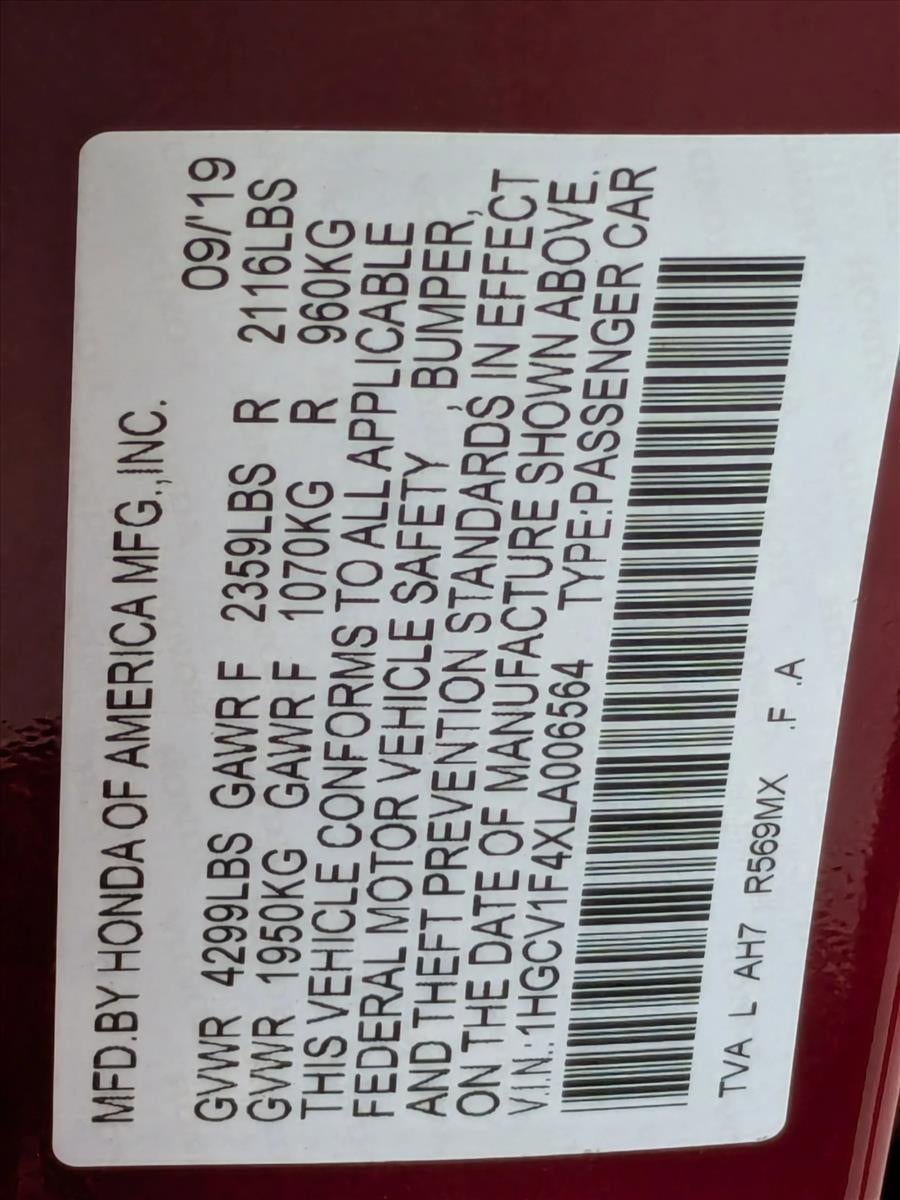 MFD.BY HONDA OF AMERICA MFG.,INC. 09/'19
GVWR 4299LBS GAWR F 2359LBS R 2116LBS
GVWR 1950KG GAWR F 1070KG R 960KG
THIS VEHICLE CONFORMS TO ALL APPLICABLE
FEDERAL MOTOR VEHICLE SAFETY , BUMPER,
AND THEFT PREVENTION STANDARDS IN EFFECT
ON THE DATE OF MANUFACTURE SHOWN ABOVE.
V.I.N.:1HGCV1F4XLA006564 TYPE:PASSENGER CAR
TVA L AH7 R569MX .F .A